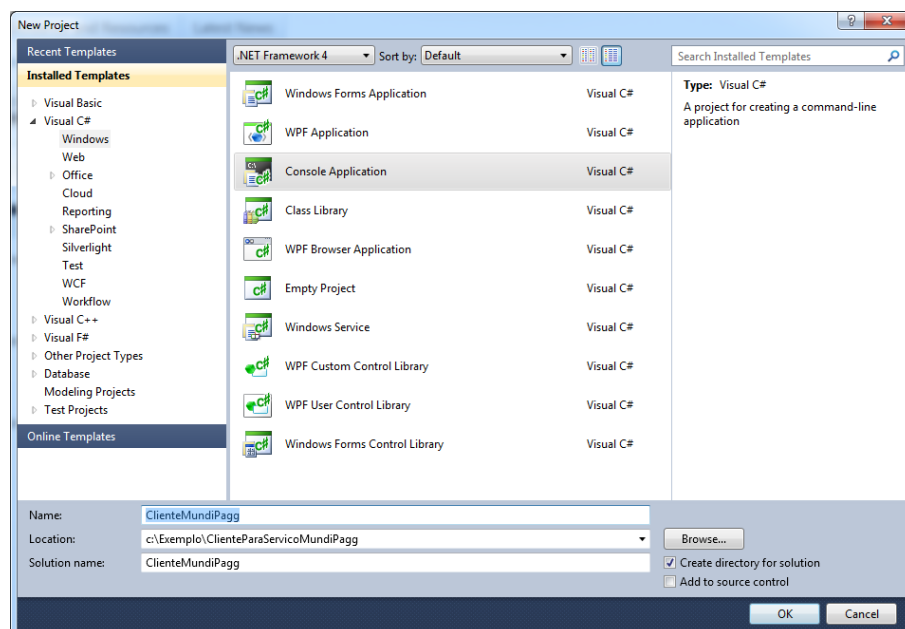 New Project
Recent Templates
Installed Templates
Visual Basic
Visual C#
Windows
Web
Office
Cloud
Reporting
SharePoint
Silverlight
Test
WCF
Workflow
Visual C++
Visual F#
Other Project Types
Database
Modeling Projects
Test Projects
Online Templates
.NET Framework 4 Sort by: Default
Windows Forms Application Visual C#
WPF Application Visual C#
Console Application Visual C#
Class Library Visual C#
WPF Browser Application Visual C#
Empty Project Visual C#
Windows Service Visual C#
WPF Custom Control Library Visual C#
WPF User Control Library Visual C#
Windows Forms Control Library Visual C#
Search Installed Templates
Type: Visual C#
A project for creating a command-line
application
Name: ClienteMundiPagg
Location: c:\Exemplo\ClienteParaServicoMundiPagg Browse...
Solution name: ClienteMundiPagg
Create directory for solution
Add to source control
OK Cancel